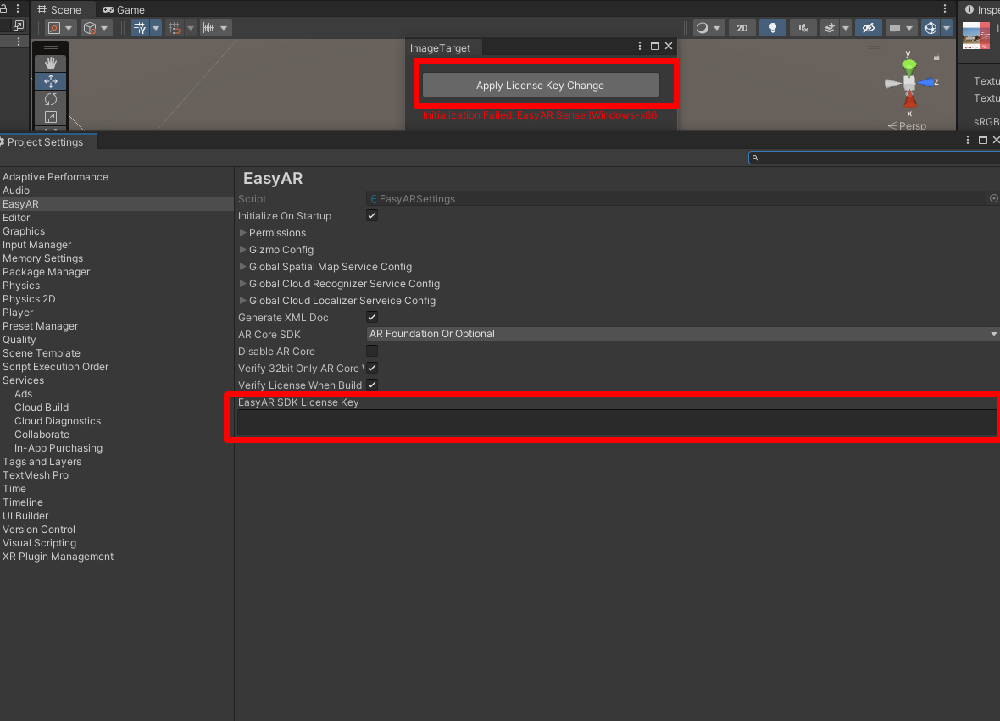 Scene
Game
Inspe
2D
ImageTarget
Apply License Key Change
Initialization Failed: EasyAR Sense (Windows-x86,
y
z
x
Persp
Textu
Textu
sRGB
Project Settings
Adaptive Performance
Audio
EasyAR
Editor
Graphics
Input Manager
Memory Settings
Package Manager
Physics
Physics 2D
Player
Preset Manager
Quality
Scene Template
Script Execution Order
Services
Ads
Cloud Build
Cloud Diagnostics
Collaborate
In-App Purchasing
Tags and Layers
TextMesh Pro
Time
Timeline
UI Builder
Version Control
Visual Scripting
XR Plugin Management
EasyAR
Script EasyARSettings
Initialize On Startup
Permissions
Gizmo Config
Global Spatial Map Service Config
Global Cloud Recognizer Service Config
Global Cloud Localizer Serveice Config
Generate XML Doc
AR Core SDK AR Foundation Or Optional
Disable AR Core
Verify 32bit Only AR Core
Verify License When Build
EasyAR SDK License Key